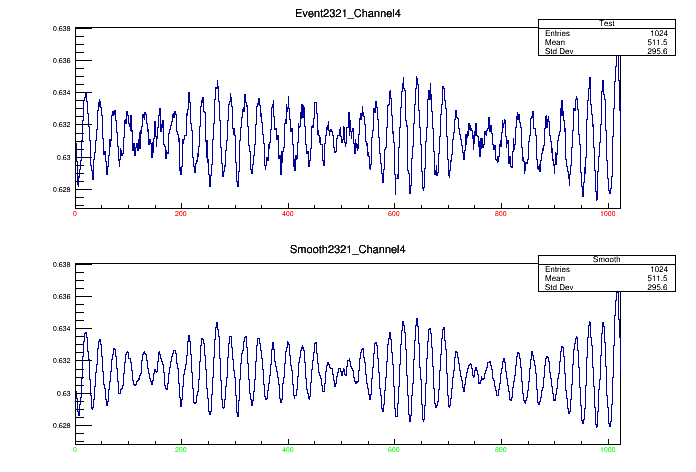 Event2321_Channel4
Test
Entries 1024
Mean 511.5
Std Dev 295.6
0.638
0.636
0.634
0.632
0.63
0.628
0 200 400 600 800 1000
Smooth2321_Channel4
Smooth
Entries 1024
Mean 511.5
Std Dev 295.6
0.638
0.636
0.634
0.632
0.63
0.628
0 200 400 600 800 1000